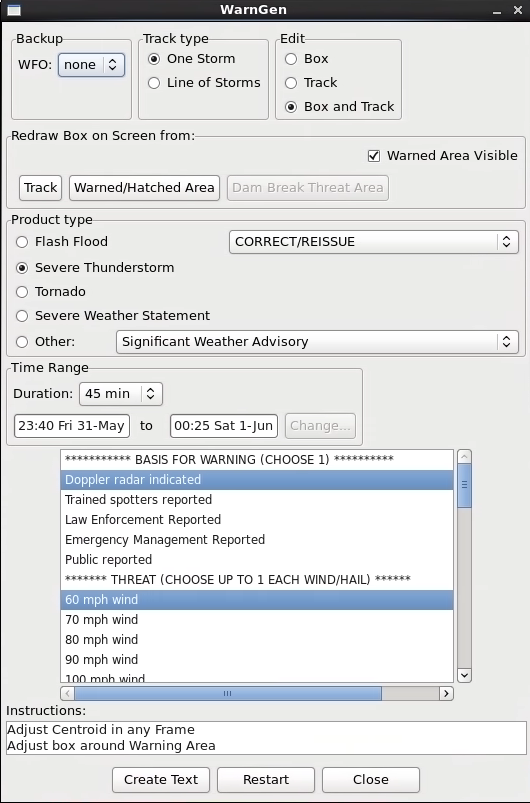 WarnGen
Backup
Track type
Edit
WFO: none
One Storm
Box
Line of Storms
Track
Box and Track
Redraw Box on Screen from:
Warned Area Visible
Track Warned/Hatched Area Dam Break Threat Area
Product type
Flash Flood CORRECT/REISSUE
Severe Thunderstorm
Tornado
Severe Weather Statement
Other: Significant Weather Advisory
Time Range
Duration: 45 min
23:40 Fri 31-May to 00:25 Sat 1-Jun Change...
*********** BASIS FOR WARNING (CHOOSE 1) **********
Doppler radar indicated
Trained spotters reported
Law Enforcement Reported
Emergency Management Reported
Public reported
******* THREAT (CHOOSE UP TO 1 EACH WIND/HAIL) ******
60 mph wind
70 mph wind
80 mph wind
90 mph wind
100 mph wind
Instructions:
Adjust Centroid in any Frame
Adjust box around Warning Area
Create Text Restart Close